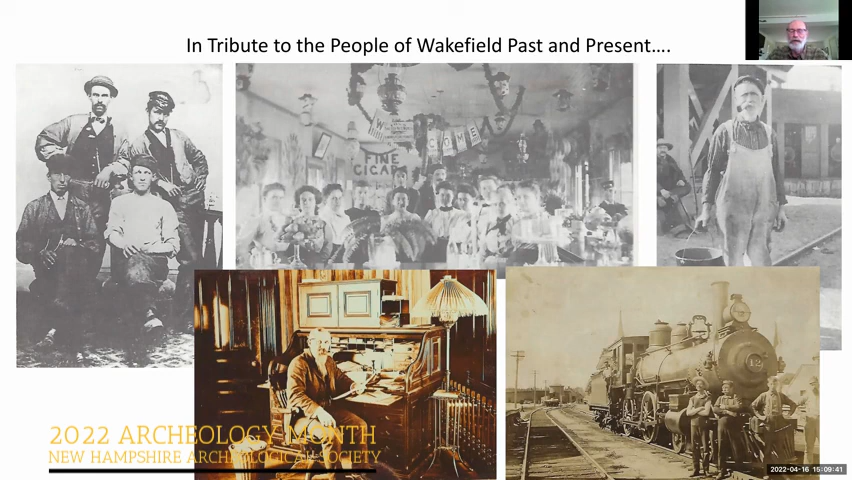 In Tribute to the People of Wakefield Past and Present….
WELCOME
FINE
CIGARS
12
2022 ARCHEOLOGY MONTH
NEW HAMPSHIRE ARCHEOLOGICAL SOCIETY
2022-04-16 15:09:41